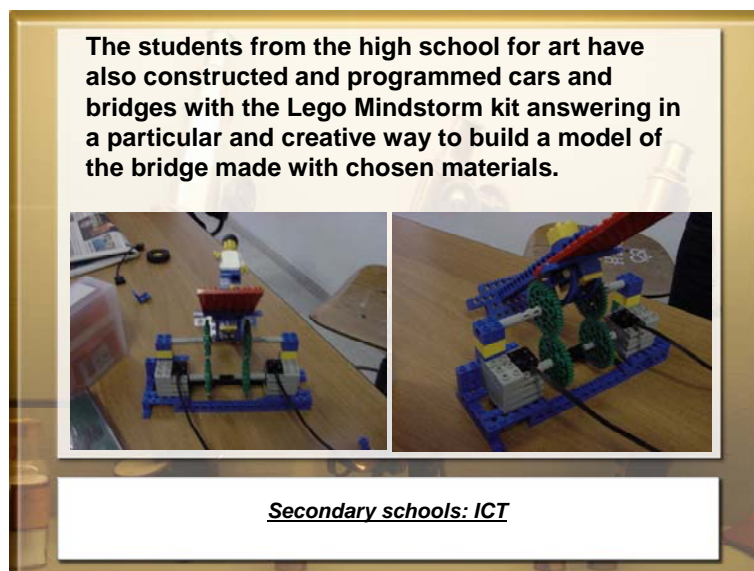 The students from the high school for art have
also constructed and programmed cars and
bridges with the Lego Mindstorm kit answering in
a particular and creative way to build a model of
the bridge made with chosen materials.
Secondary schools: ICT